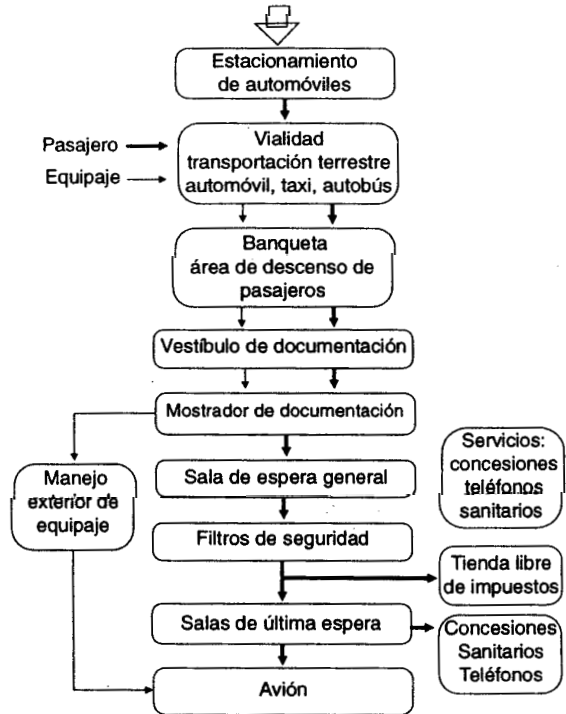 Estacionamiento
de automóviles
Pasajero
Equipaje
Vialidad
transportación terrestre
automóvil, taxi, autobús
Banqueta
área de descenso de
pasajeros
Vestíbulo de documentación
Mostrador de documentación
Manejo
exterior de
equipaje
Sala de espera general
Servicios:
concesiones
teléfonos
sanitarios
Filtros de seguridad
Tienda libre
de impuestos
Salas de última espera
Concesiones
Sanitarios
Teléfonos
Avión